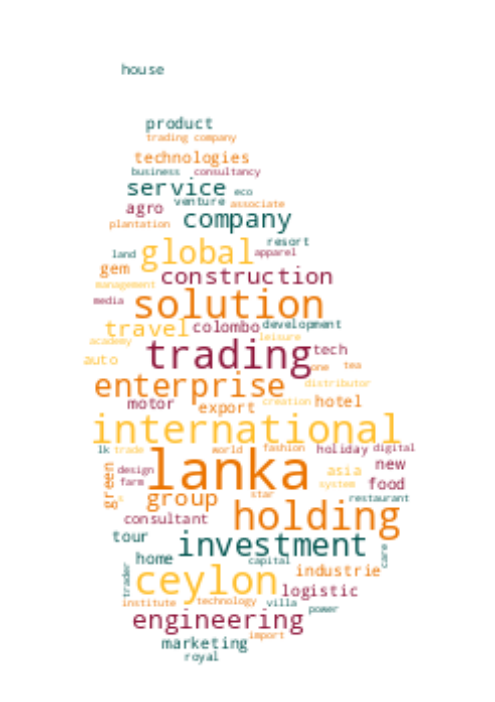 house
product
trading company
technologies
business consultancy
service eco
venture associate
agro company
plantation
resort
land global apparel
gem construction
management
media solution
travel colombo development
leisure
academy trading tech
auto one tea
enterprise distributor
motor export creation hotel
international
lk trade world fashion holiday digital
lanka new
design asia
farm system food
green group star restaurant
s
consultant holding
tour investment
home capital care
trader ceylon industrie
logistic
institute technology villa
power
engineering
import
marketing
royal